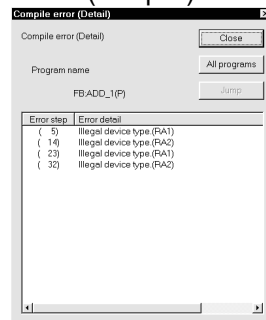 Compile error (Detail)
Compile error (Detail)
Close
All programs
Program name
Jump
FB:ADD_1(P)
Error step Error detail
( 5) Illegal device type.(RA1)
( 14) Illegal device type.(RA2)
( 23) Illegal device type.(RA1)
( 32) Illegal device type.(RA2)